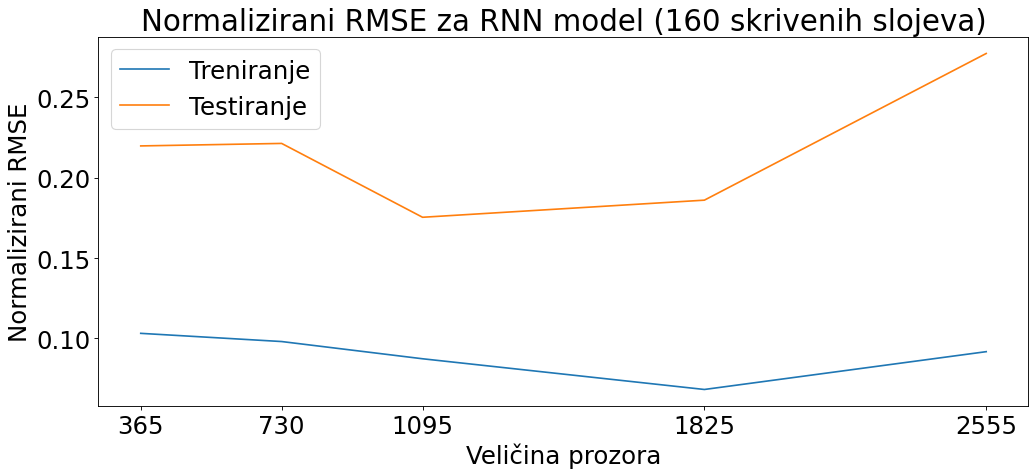 Normalizirani RMSE za RNN model (160 skrivenih slojeva)
Treniranje
Testiranje
Normalizirani RMSE
0.25
0.20
0.15
0.10
365 730 1095 1825 2555
Veličina prozora